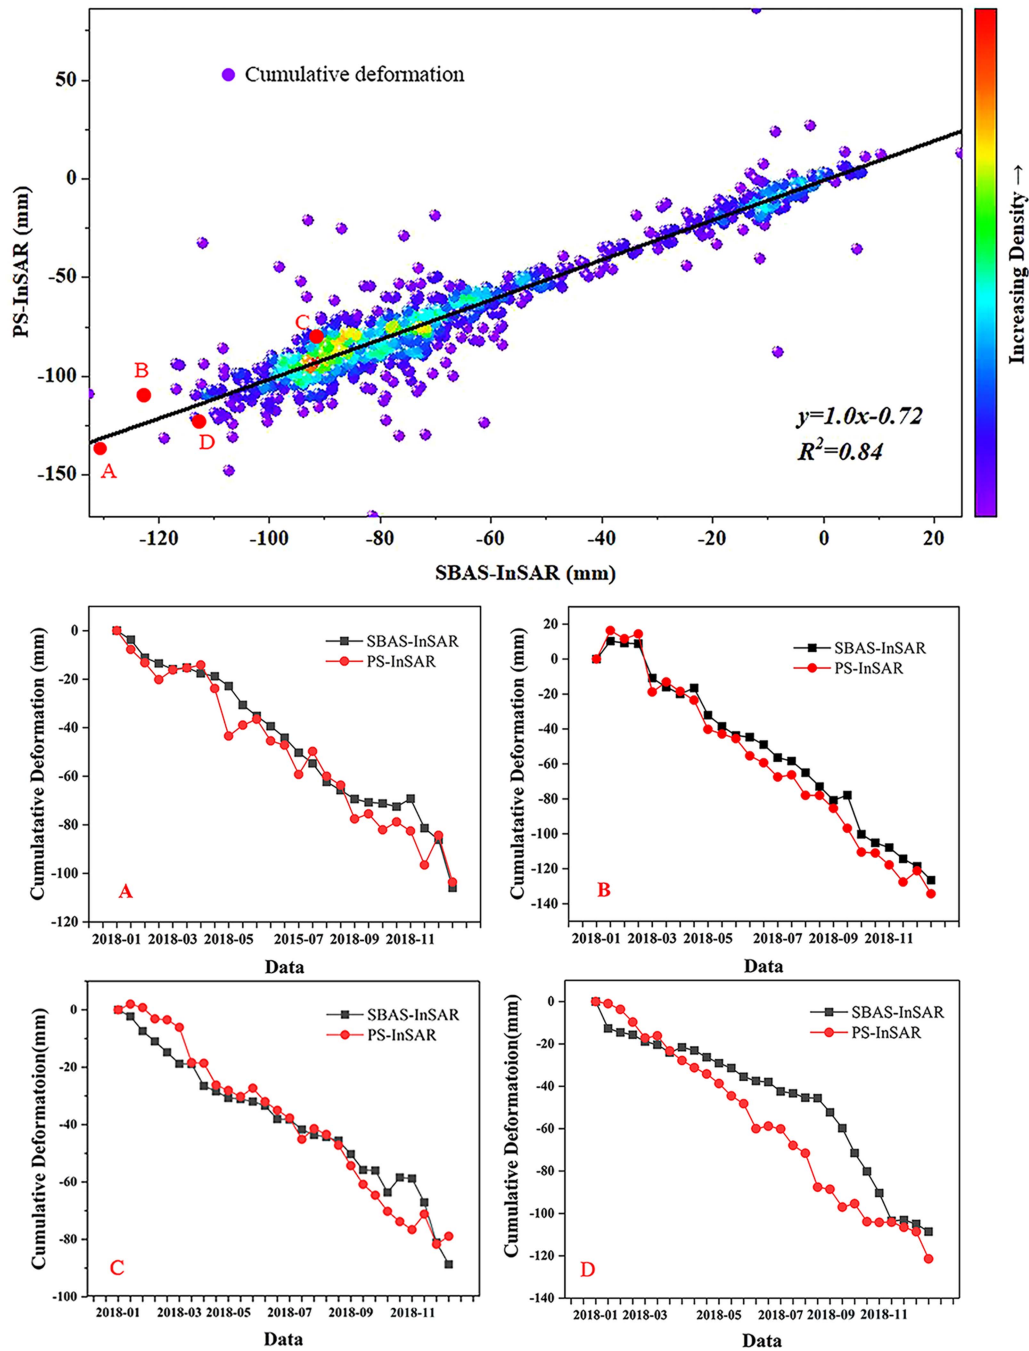 Cumulative deformation
PS-InSAR (mm)
50
0
-50
-100
-150
C
B
D
A
y=1.0x-0.72
R²=0.84
-120 -100 -80 -60 -40 -20 0 20
SBAS-InSAR (mm)
Increasing Density →
Cumulatative Deformation (mm)
0
-20
-40
-60
-80
-100
-120
SBAS-InSAR
PS-InSAR
A
2018-01 2018-03 2018-05 2015-07 2018-09 2018-11
Data
Cumulatative Deformation (mm)
20
0
-20
-40
-60
-80
-100
-120
-140
SBAS-InSAR
PS-InSAR
B
2018-01 2018-03 2018-05 2018-07 2018-09 2018-11
Data
Cumulative Deformatoion(mm)
0
-20
-40
-60
-80
-100
SBAS-InSAR
PS-InSAR
C
2018-01 2018-03 2018-05 2018-07 2018-09 2018-11
Data
Cumulative Deformatoion(mm)
0
-20
-40
-60
-80
-100
-120
-140
SBAS-InSAR
PS-InSAR
D
2018-01 2018-03 2018-05 2018-07 2018-09 2018-11
Data